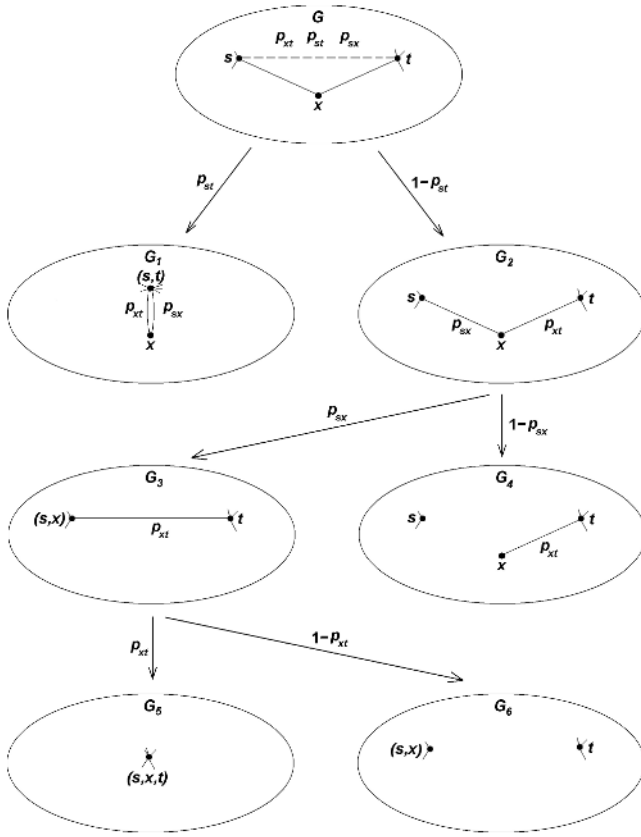 G
p_xt p_st p_sx
s t
x
p_st 1-p_st
G_1 G_2
(s,t) s t
p_xt p_sx p_sx p_xt
x x
p_sx 1-p_sx
G_3 G_4
(s,x) t s t
p_xt x p_xt
p_xt 1-p_xt
G_5 G_6
(s,x) t
(s,x,t)